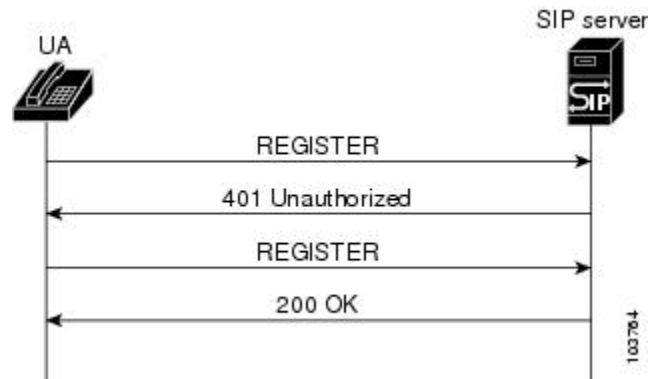 SIP server
UA
SIP
REGISTER
401 Unauthorized
REGISTER
200 OK
103764